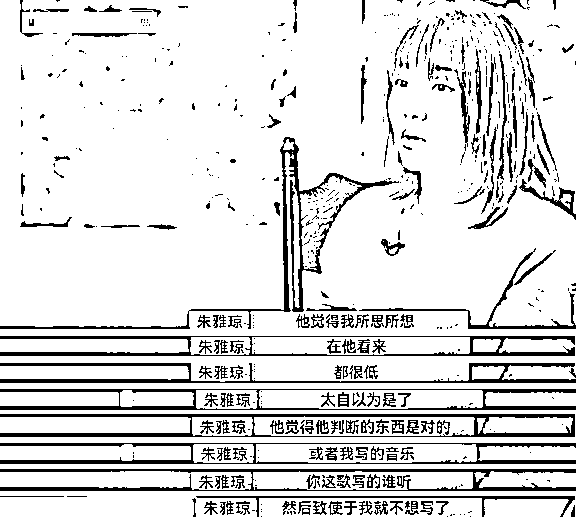 朱雅琼 他觉得我所思所想
朱雅琼 在他看来
朱雅琼 都很低
朱雅琼 太自以为是了
朱雅琼 他觉得他判断的东西是对的
朱雅琼 或者我写的音乐
朱雅琼 你这歌写的谁听
朱雅琼 然后致使于我就不想写了